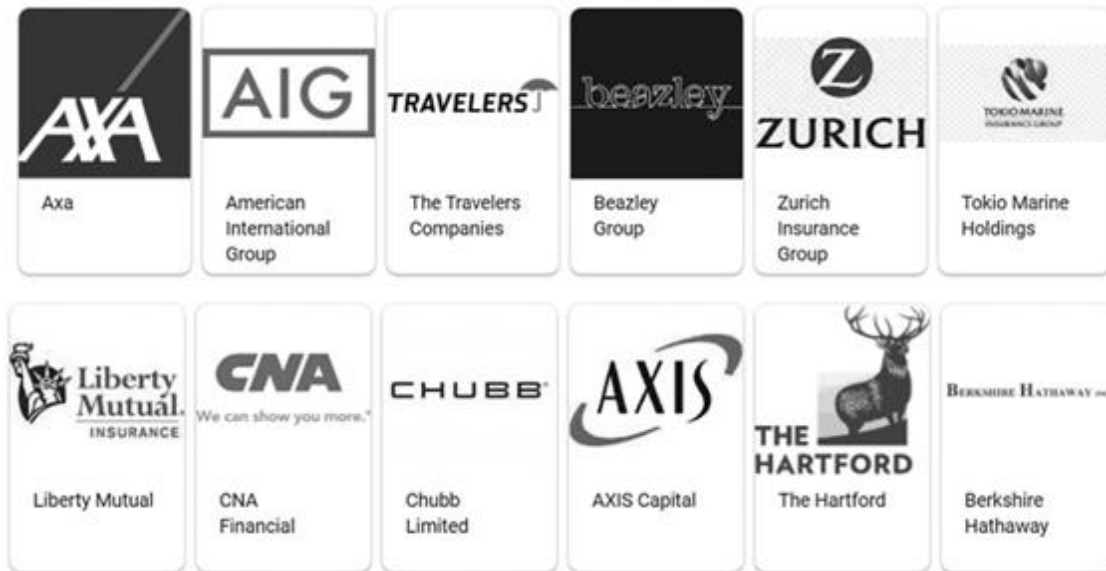 AXA
AIG
TRAVELERS
beazley
Z
ZURICH
TOKIO MARINE
INSURANCE GROUP
Axa
American
International
Group
The Travelers
Companies
Beazley
Group
Zurich
Insurance
Group
Tokio Marine
Holdings
Liberty
Mutual.
INSURANCE
CNA
We can show you more.®
CHUBB®
AXIS
THE
HARTFORD
BERKSHIRE HATHAWAY
Liberty Mutual
CNA
Financial
Chubb
Limited
AXIS Capital
The Hartford
Berkshire
Hathaway